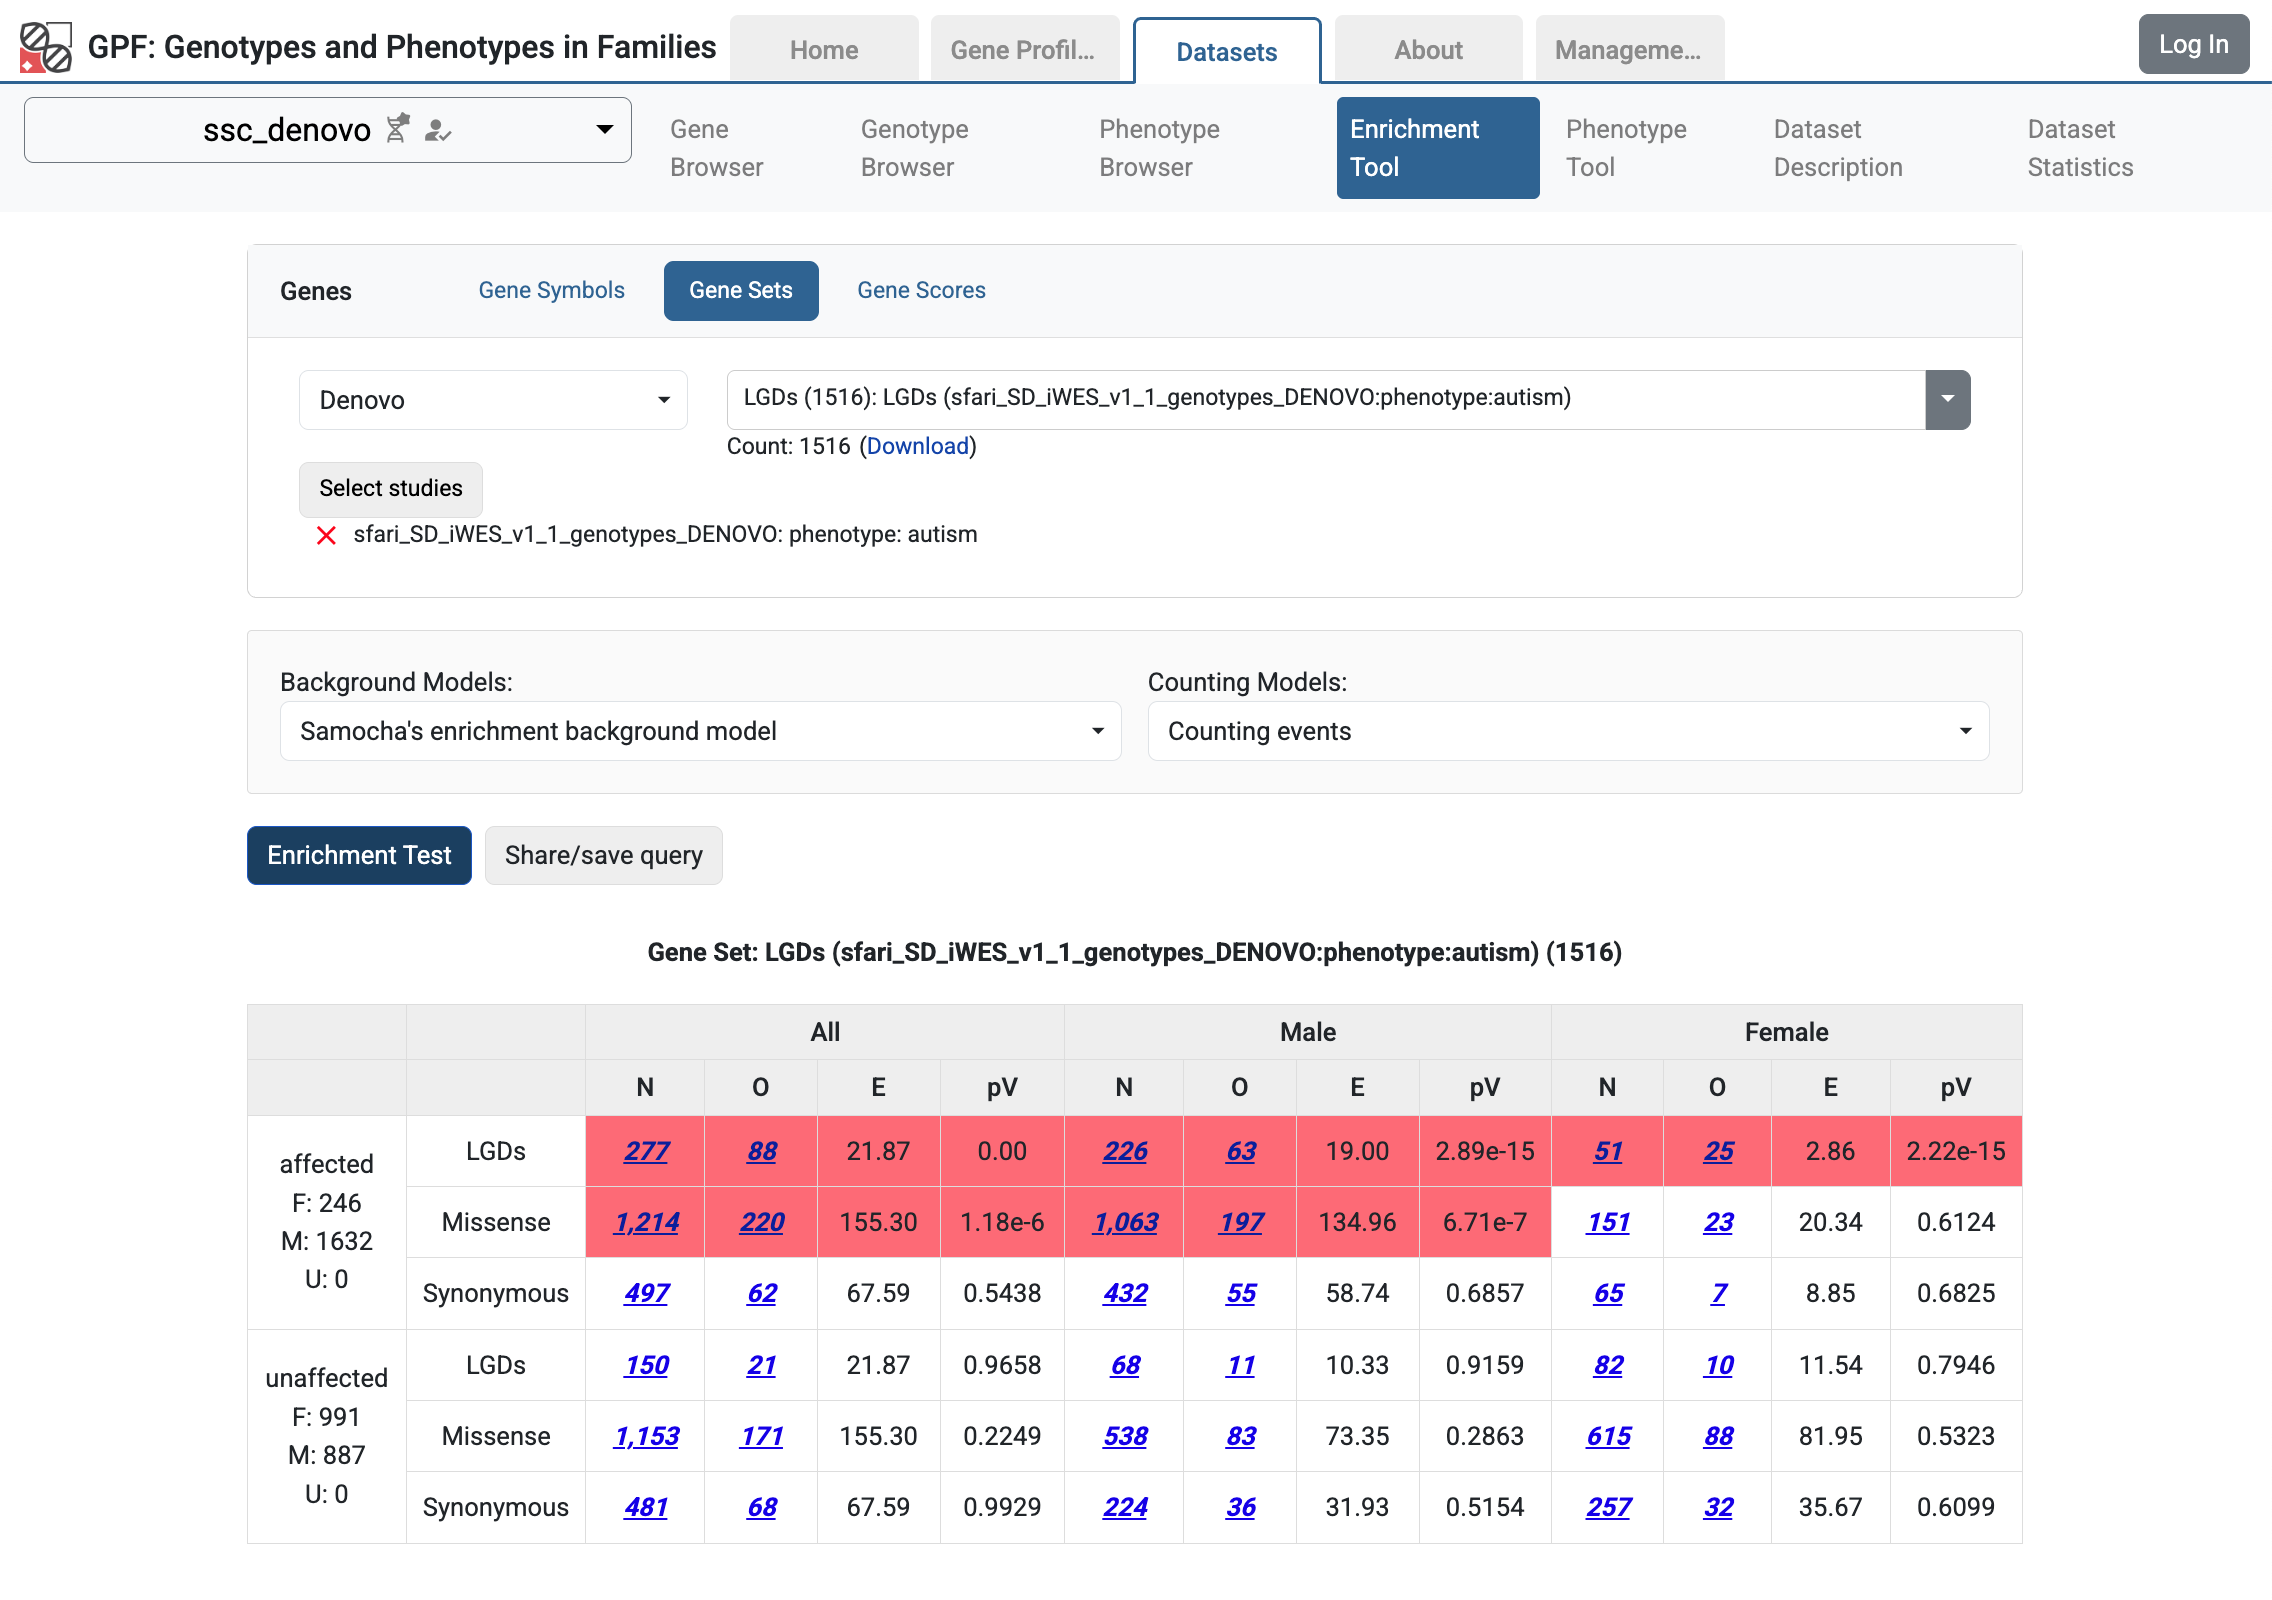 GPF: Genotypes and Phenotypes in Families
Home
Gene Profil...
Datasets
About
Manageme...
Log In
ssc_denovo
Gene Browser
Genotype Browser
Phenotype Browser
Enrichment Tool
Phenotype Tool
Dataset Description
Dataset Statistics
Genes
Gene Symbols
Gene Sets
Gene Scores
Denovo
LGDs (1516): LGDs (sfari_SD_iWES_v1_1_genotypes_DENOVO:phenotype:autism)
Count: 1516 (Download)
Select studies
sfari_SD_iWES_v1_1_genotypes_DENOVO: phenotype: autism
Background Models:
Counting Models:
Samocha's enrichment background model
Counting events
Enrichment Test
Share/save query
Gene Set: LGDs (sfari_SD_iWES_v1_1_genotypes_DENOVO:phenotype:autism) (1516)
All Male Female
N O E pV N O E pV N O E pV
affected
F: 246
M: 1632
U: 0
LGDs 277 88 21.87 0.00 226 63 19.00 2.89e-15 51 25 2.86 2.22e-15
Missense 1,214 220 155.30 1.18e-6 1,063 197 134.96 6.71e-7 151 23 20.34 0.6124
Synonymous 497 62 67.59 0.5438 432 55 58.74 0.6857 65 7 8.85 0.6825
unaffected
F: 991
M: 887
U: 0
LGDs 150 21 21.87 0.9658 68 11 10.33 0.9159 82 10 11.54 0.7946
Missense 1,153 171 155.30 0.2249 538 83 73.35 0.2863 615 88 81.95 0.5323
Synonymous 481 68 67.59 0.9929 224 36 31.93 0.5154 257 32 35.67 0.6099